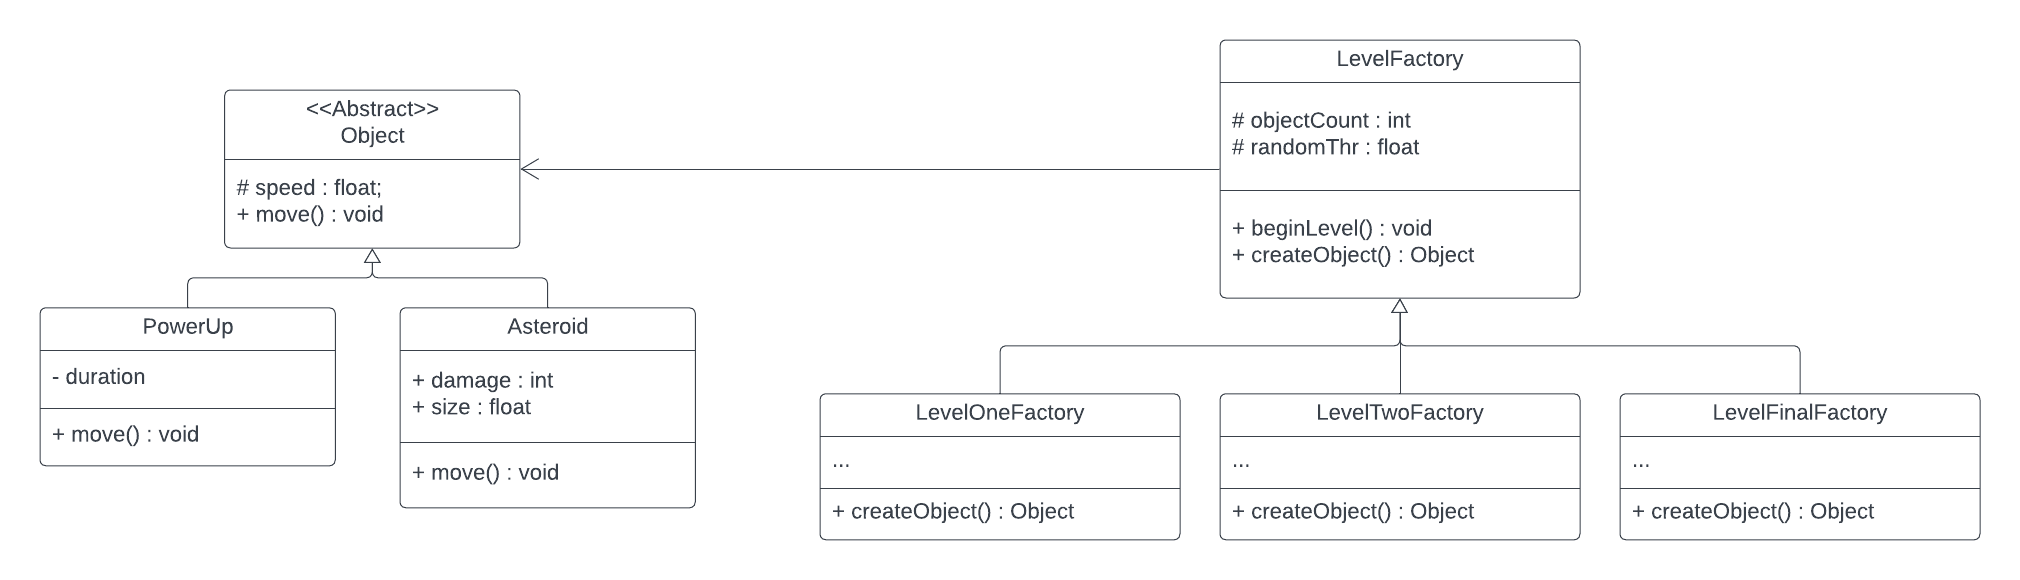 <<Abstract>>
Object
# speed : float;
+ move() : void
PowerUp
- duration
+ move() : void
Asteroid
+ damage : int
+ size : float
+ move() : void
LevelFactory
# objectCount : int
# randomThr : float
+ beginLevel() : void
+ createObject() : Object
LevelOneFactory
...
+ createObject() : Object
LevelTwoFactory
...
+ createObject() : Object
LevelFinalFactory
...
+ createObject() : Object